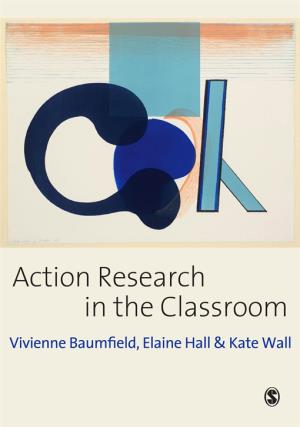 Action Research
in the Classroom
Vivienne Baumfield, Elaine Hall & Kate Wall